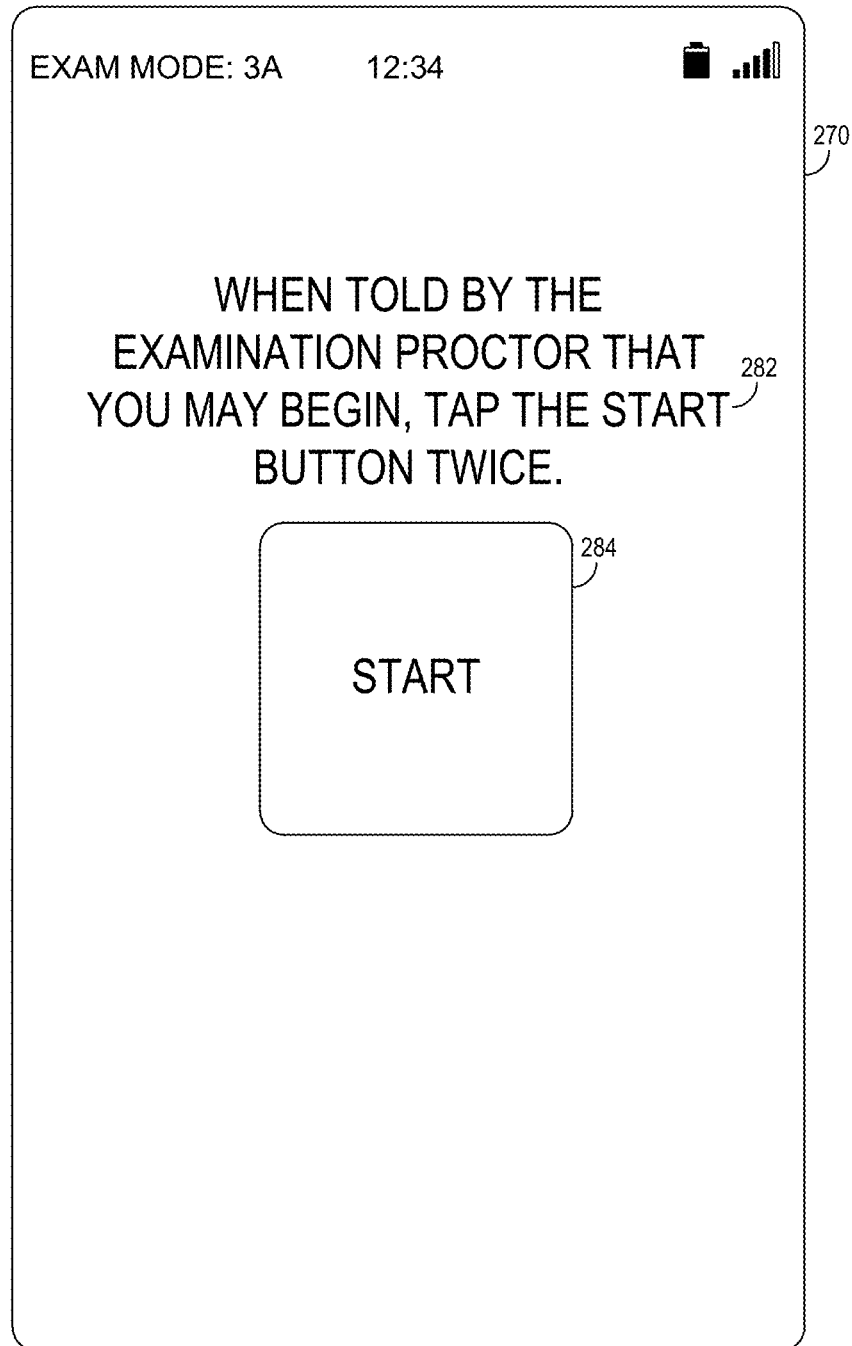 EXAM MODE: 3A 12:34
270
WHEN TOLD BY THE
EXAMINATION PROCTOR THAT
282
YOU MAY BEGIN, TAP THE START
BUTTON TWICE.
284
START